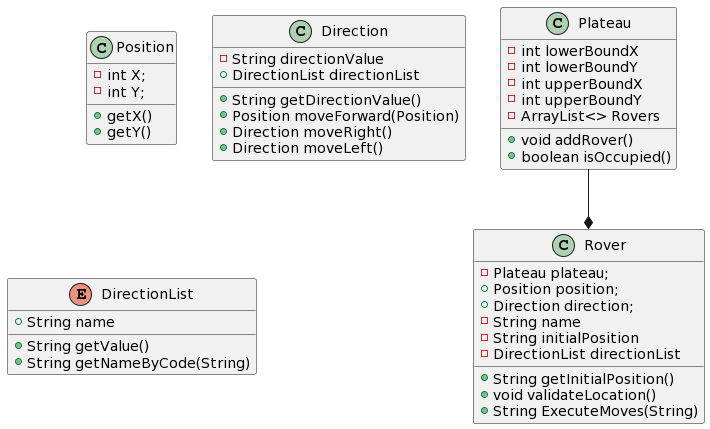 C Position
int X;
int Y;
getX()
getY()
C Direction
String directionValue
DirectionList directionList
String getDirectionValue()
Position moveForward(Position)
Direction moveRight()
Direction moveLeft()
C Plateau
int lowerBoundX
int lowerBoundY
int upperBoundX
int upperBoundY
ArrayList<> Rovers
void addRover()
boolean isOccupied()
E DirectionList
String name
String getValue()
String getNameByCode(String)
C Rover
Plateau plateau;
Position position;
Direction direction;
String name
String initialPosition
DirectionList directionList
String getInitialPosition()
void validateLocation()
String ExecuteMoves(String)